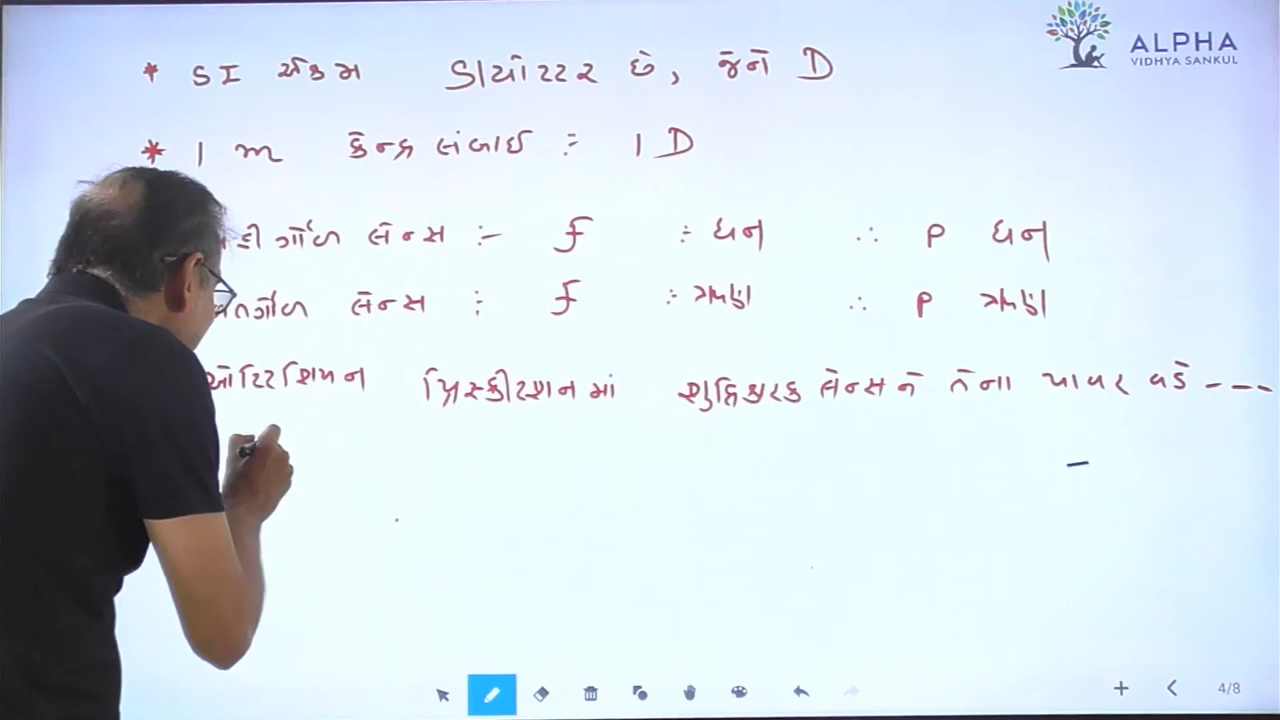 ALPHA
VIDHYA SANKUL
* SI એકમ ડાયોપ્ટર છે, જેને D
* 1 m કેન્દ્ર લંબાઈ :- 1 D
ગોળ લેન્સ :- f :- ધન ∴ P ધન
ગોળ લેન્સ :- f :- ઋણ ∴ P ઋણ
ઓપ્ટિશિયન પ્રિસ્ક્રીપ્શનમાં શુદ્ધિકારક લેન્સને તેના પાવર વડે ----
4/8